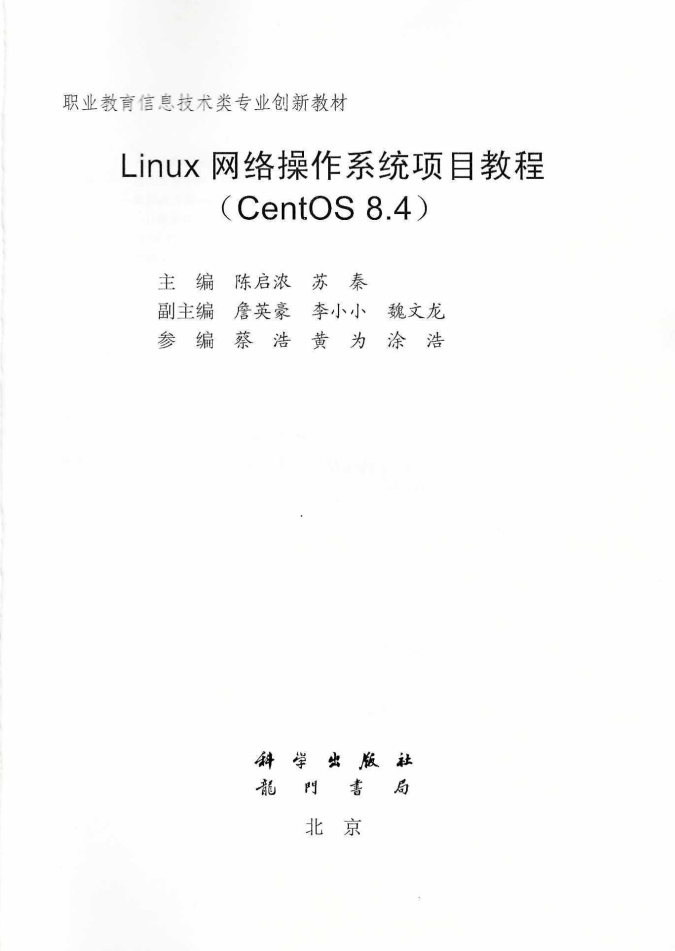 职业教育信息技术类专业创新教材
Linux 网络操作系统项目教程
（CentOS 8.4）
主 编 陈启浓 苏 秦
副主编 詹英豪 李小小 魏文龙
参 编 蔡 浩 黄 为 涂 浩
科 学 出 版 社
龍 門 書 局
北 京